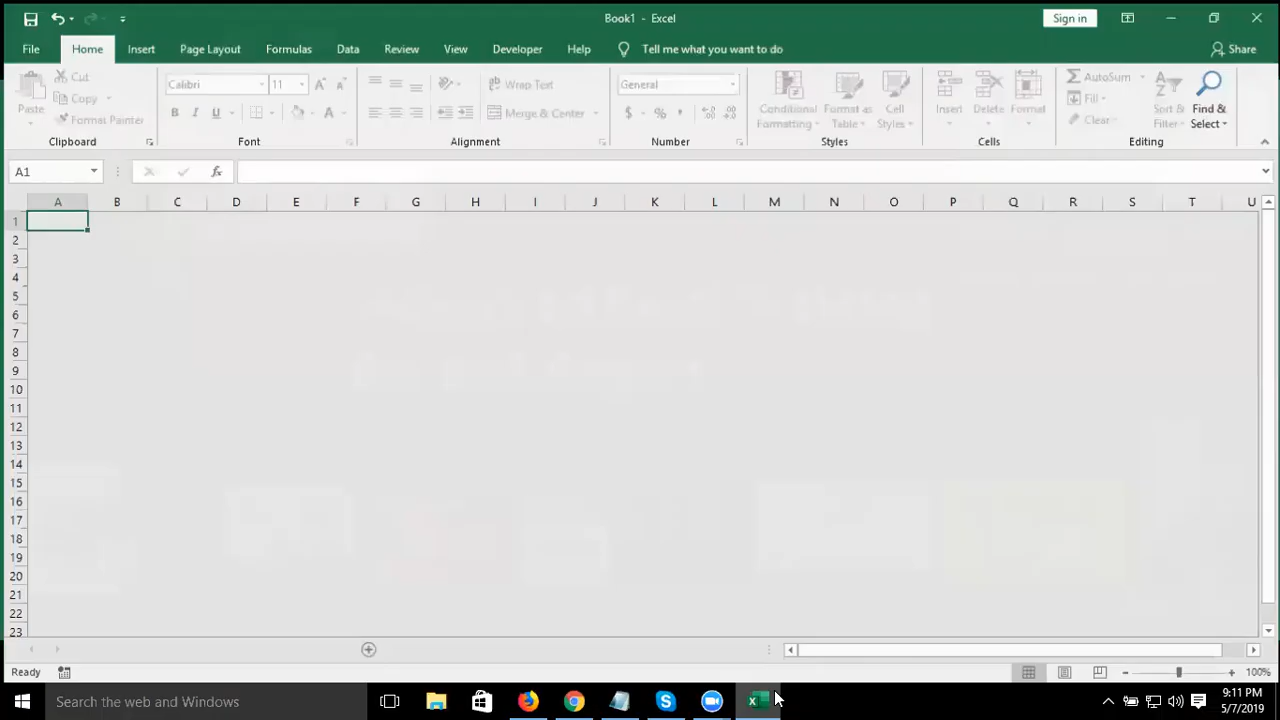 Book1 - Excel
Sign in
File Home Insert Page Layout Formulas Data Review View Developer Help Tell me what you want to do Share
Paste
Cut
Copy
Format Painter
Clipboard
Calibri 11
B I U
Font
Wrap Text
Merge & Center
Alignment
General
$ % ,
Number
Conditional Formatting
Format as Table
Cell Styles
Styles
Insert
Delete
Format
Cells
AutoSum
Fill
Clear
Sort & Filter
Find & Select
Editing
A1
fx
A B C D E F G H I J K L M N O P Q R S T U
1
2
3
4
5
6
7
8
9
10
11
12
13
14
15
16
17
18
19
20
21
22
23
Ready
100%
Search the web and Windows
9:11 PM
5/7/2019